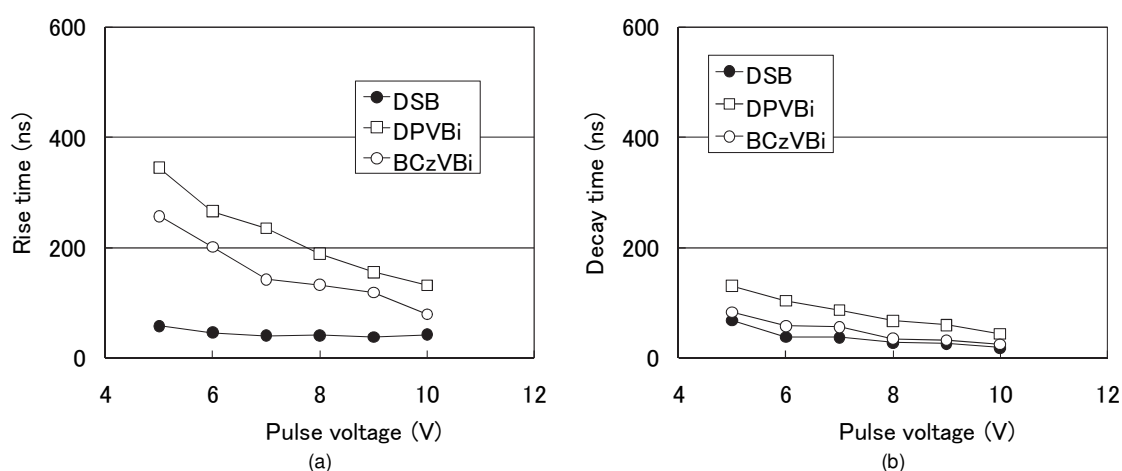 600
400
200
0
Rise time (ns)
DSB
DPVBi
BCzVBi
4 6 8 10 12
Pulse voltage (V)
(a)
600
400
200
0
Decay time (ns)
DSB
DPVBi
BCzVBi
4 6 8 10 12
Pulse voltage (V)
(b)